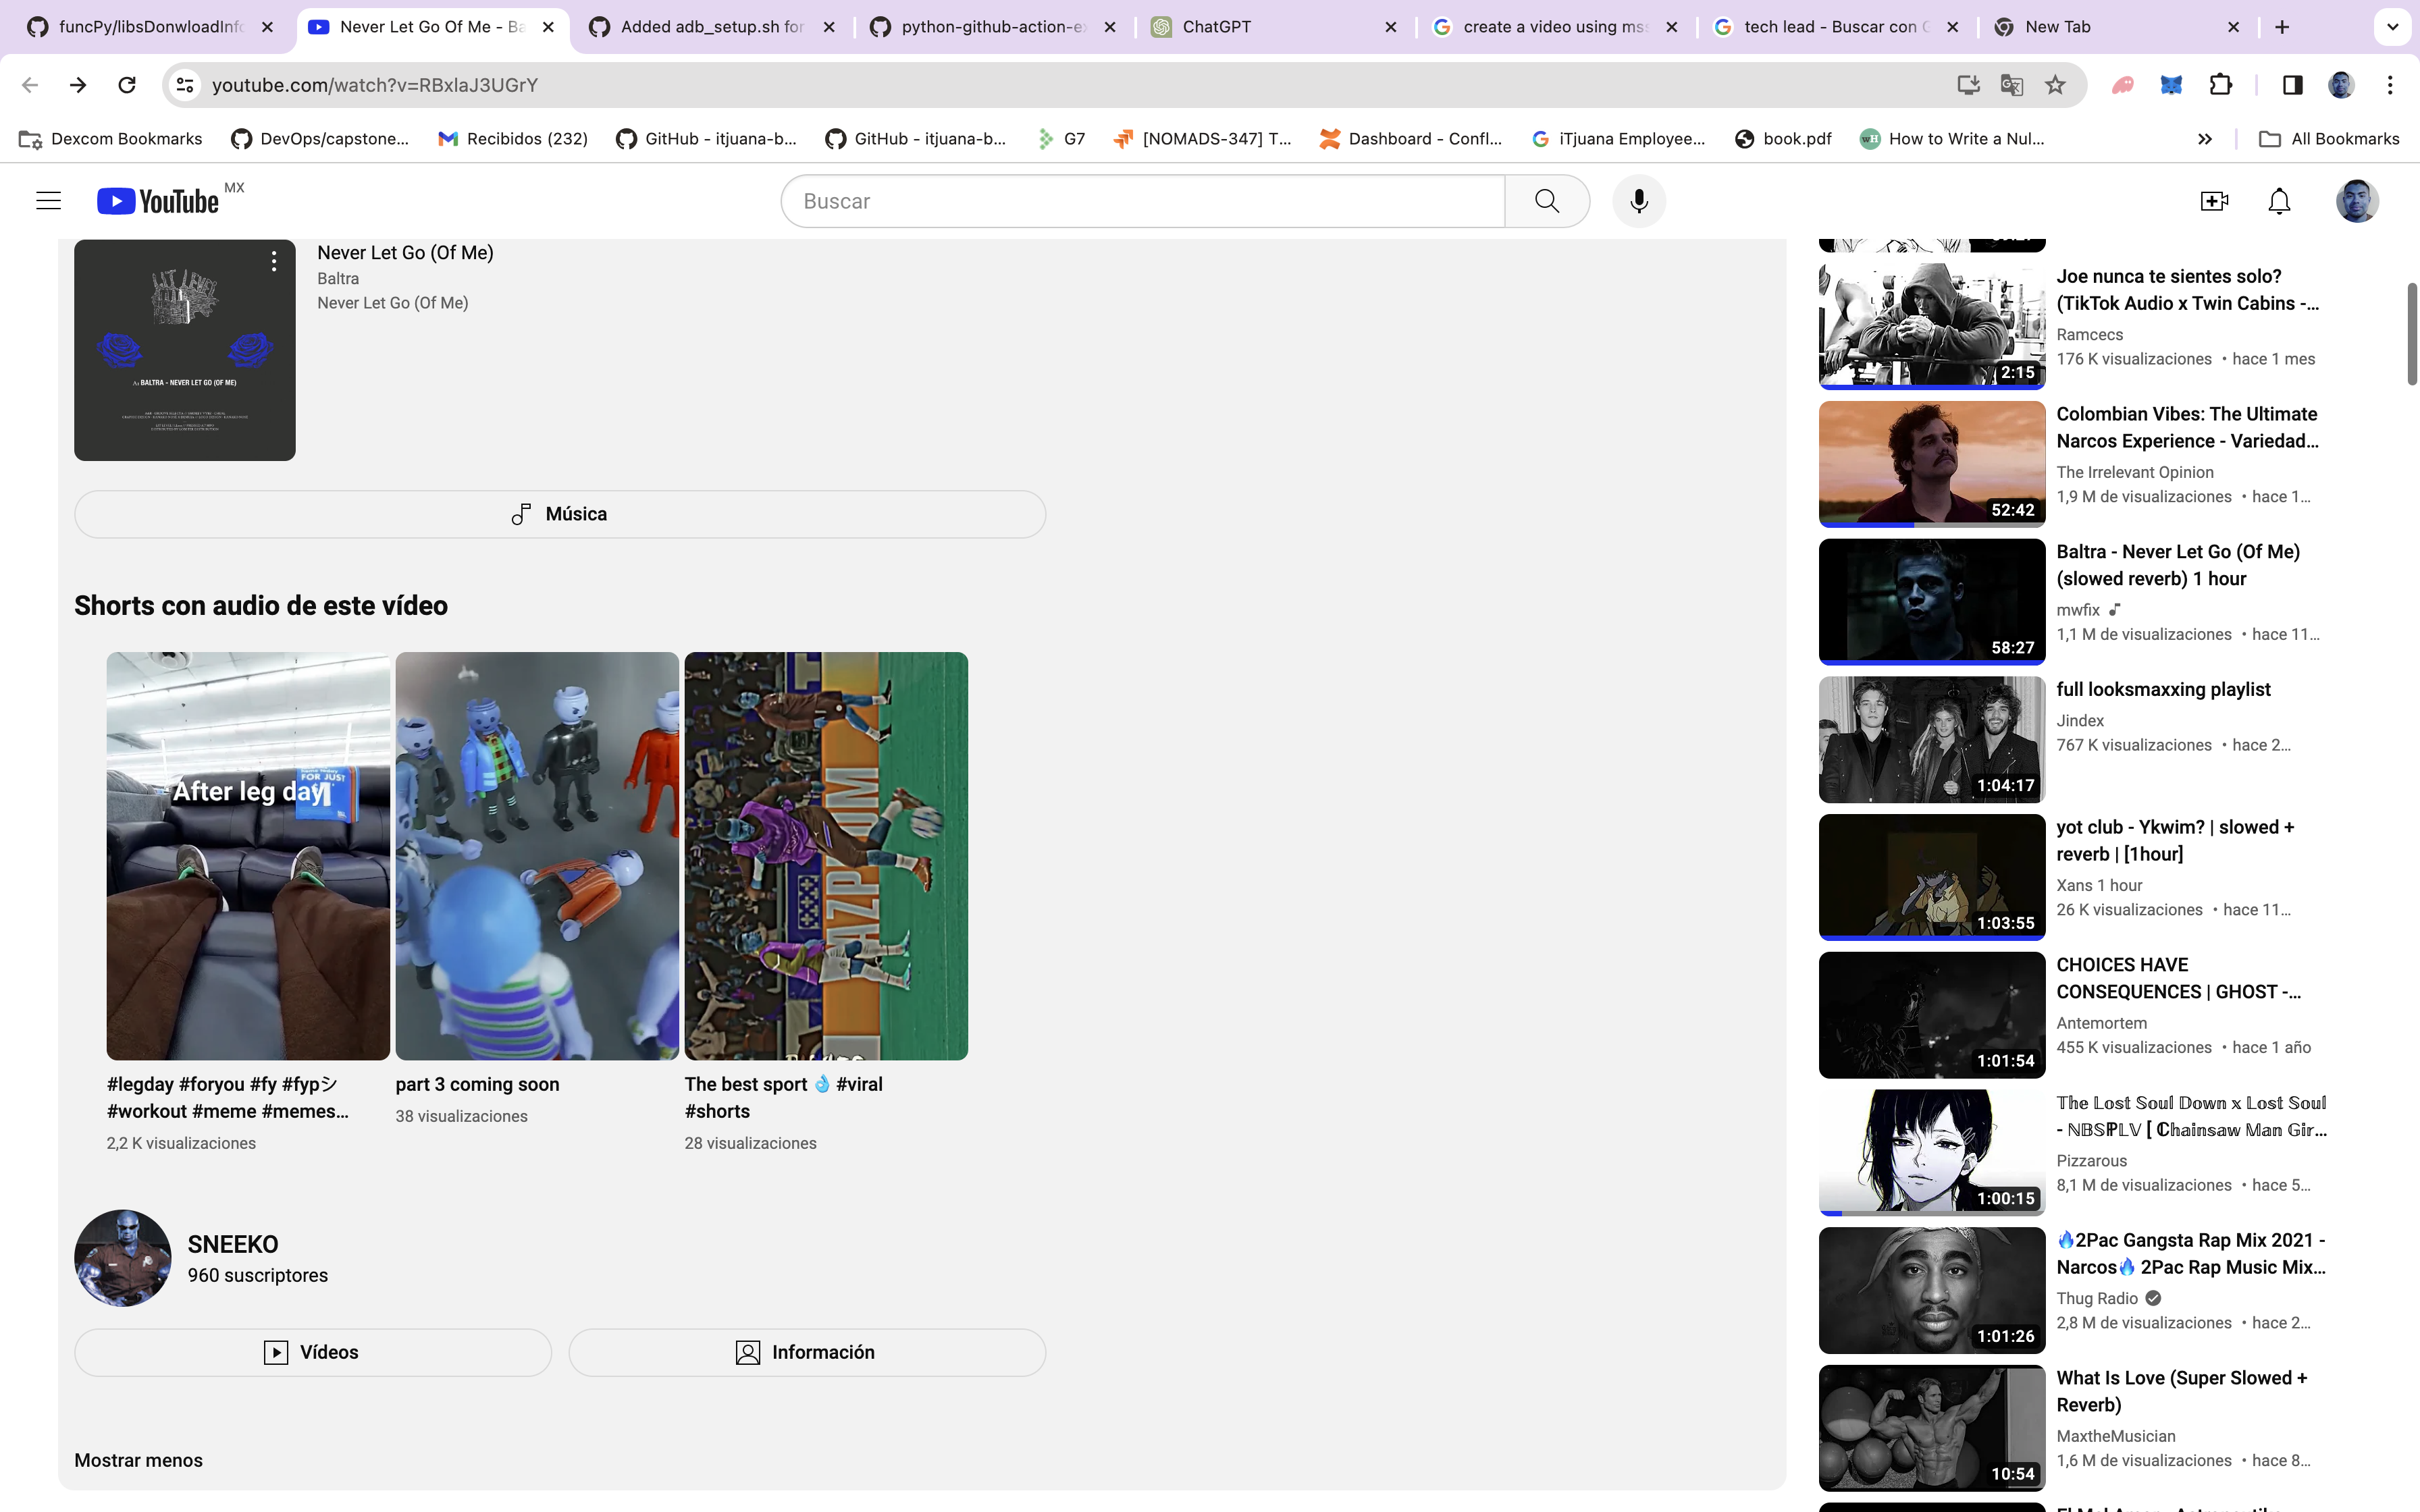 funcPy/libsDonwloadInfo
Never Let Go Of Me - Ba
Added adb_setup.sh for
python-github-action-ex
ChatGPT
create a video using mss
tech lead - Buscar con G
New Tab
youtube.com/watch?v=RBxlaJ3UGrY
Dexcom Bookmarks
DevOps/capstone...
Recibidos (232)
GitHub - itjuana-b...
GitHub - itjuana-b...
G7
[NOMADS-347] T...
Dashboard - Confl...
iTjuana Employee...
book.pdf
How to Write a Nul...
All Bookmarks
YouTube MX
Buscar
BALTRA - NEVER LET GO (OF ME)
Never Let Go (Of Me)
Baltra
Never Let Go (Of Me)
Música
Shorts con audio de este vídeo
After leg day
FOR JUST
#legday #foryou #fy #fypシ
#workout #meme #memes...
2,2 K visualizaciones
part 3 coming soon
38 visualizaciones
The best sport 👌 #viral
#shorts
28 visualizaciones
SNEEKO
960 suscriptores
Vídeos
Información
Mostrar menos
Joe nunca te sientes solo?
(TikTok Audio x Twin Cabins -...
Ramcecs
176 K visualizaciones • hace 1 mes
2:15
Colombian Vibes: The Ultimate
Narcos Experience - Variedad...
The Irrelevant Opinion
1,9 M de visualizaciones • hace 1...
52:42
Baltra - Never Let Go (Of Me)
(slowed reverb) 1 hour
mwfix
1,1 M de visualizaciones • hace 11...
58:27
full looksmaxxing playlist
Jindex
767 K visualizaciones • hace 2...
1:04:17
yot club - Ykwim? | slowed +
reverb | [1hour]
Xans 1 hour
26 K visualizaciones • hace 11...
1:03:55
CHOICES HAVE
CONSEQUENCES | GHOST -...
Antemortem
455 K visualizaciones • hace 1 año
1:01:54
𝕋𝕙𝕖 𝕃𝕠𝕤𝕥 𝕊𝕠𝕦𝕝 𝔻𝕠𝕨𝕟 𝕩 𝕃𝕠𝕤𝕥 𝕊𝕠𝕦𝕝
- ℕ𝔹𝕊ℙ𝕃𝕍 [ ℂ𝕙𝕒𝕚𝕟𝕤𝕒𝕨 𝕄𝕒𝕟 𝔾𝕚𝕣...
Pizzarous
8,1 M de visualizaciones • hace 5...
1:00:15
🔥2Pac Gangsta Rap Mix 2021 -
Narcos🔥 2Pac Rap Music Mix...
Thug Radio
2,8 M de visualizaciones • hace 2...
1:01:26
What Is Love (Super Slowed +
Reverb)
MaxtheMusician
1,6 M de visualizaciones • hace 8...
10:54